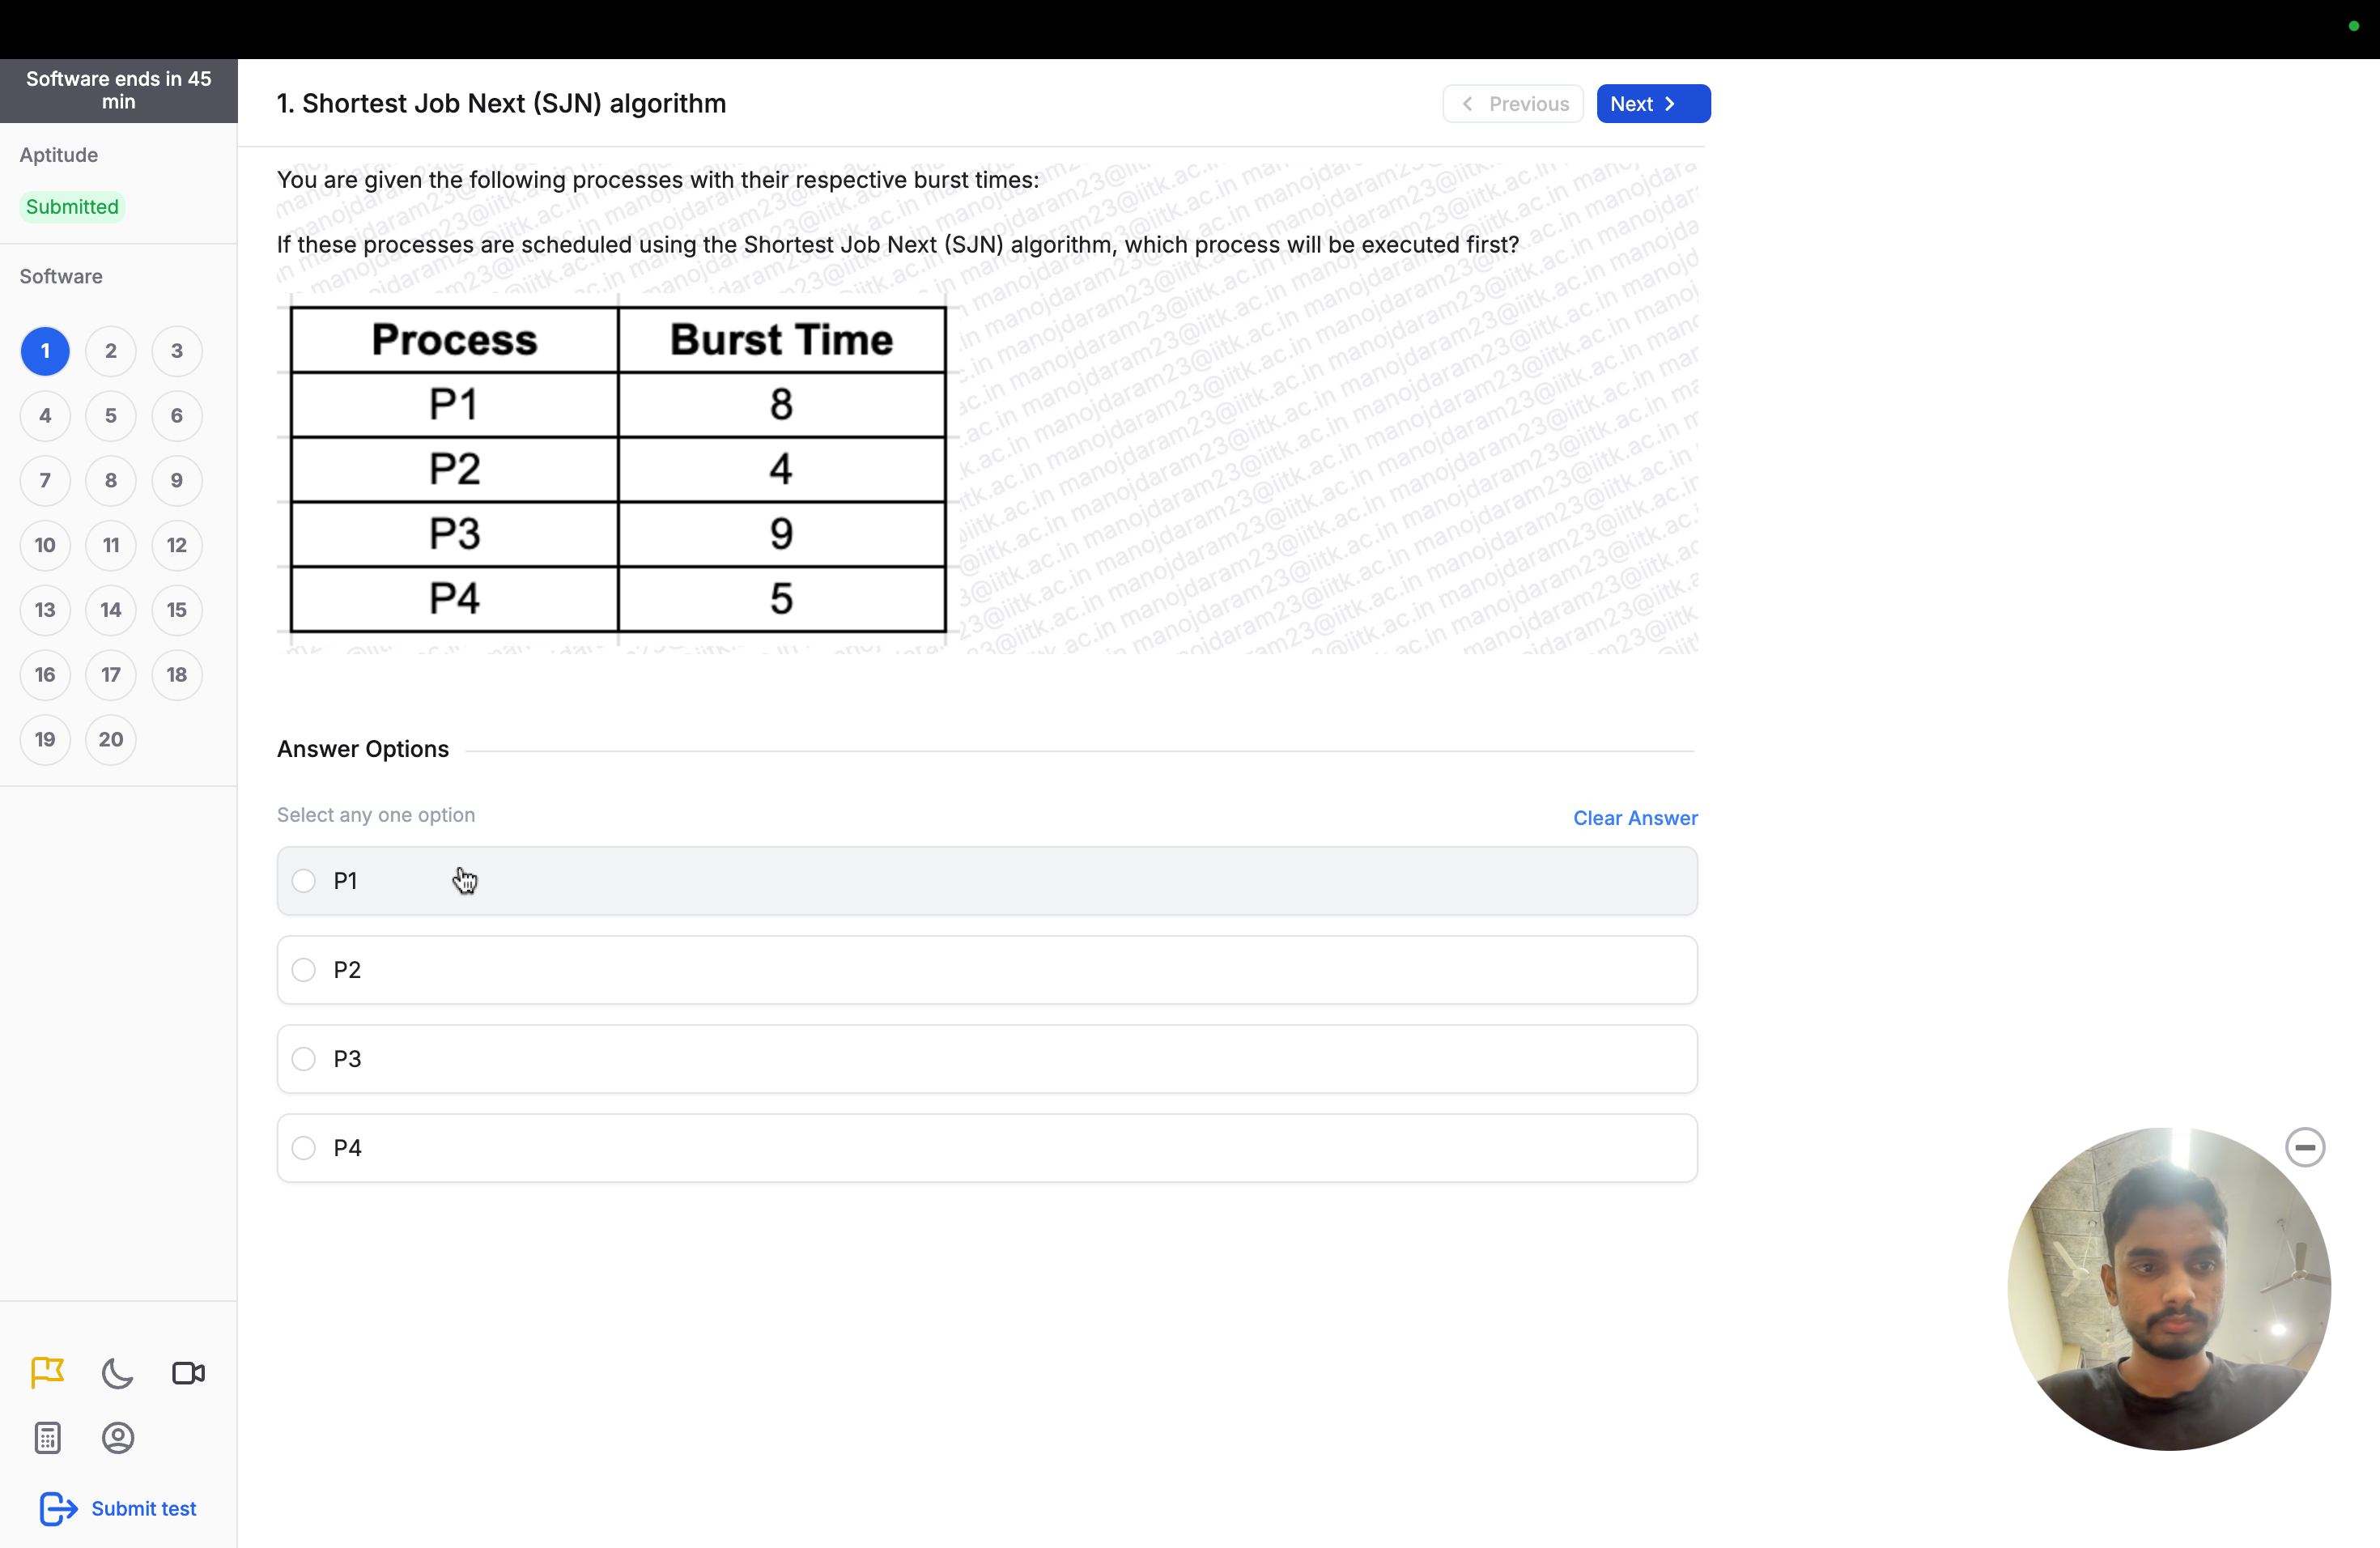 Software ends in 45
min
Aptitude
Submitted
Software
1 2 3
4 5 6
7 8 9
10 11 12
13 14 15
16 17 18
19 20
Submit test
1. Shortest Job Next (SJN) algorithm
Previous
Next
You are given the following processes with their respective burst times:
If these processes are scheduled using the Shortest Job Next (SJN) algorithm, which process will be executed first?
Process Burst Time
P1 8
P2 4
P3 9
P4 5
manojdaram23@iitk.ac.in
Answer Options
Select any one option
Clear Answer
P1
P2
P3
P4